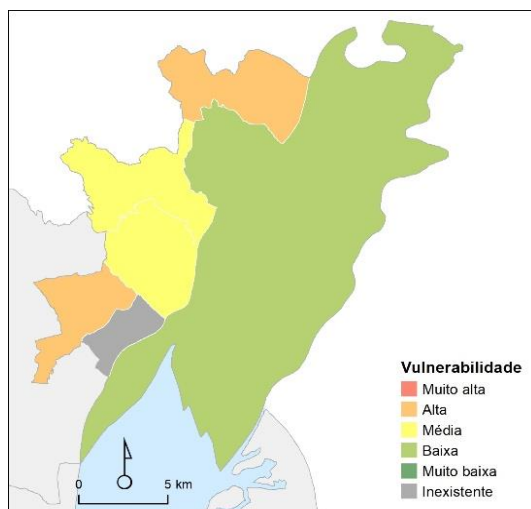 Vulnerabilidade
Muito alta
Alta
Média
Baixa
Muito baixa
Inexistente
0 5 km